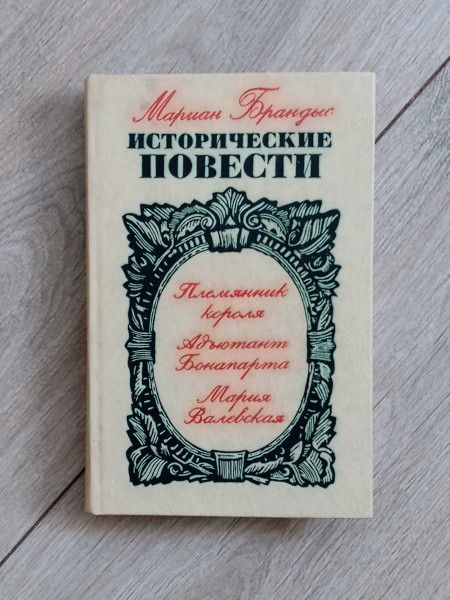 Мариан Брандыс
ИСТОРИЧЕСКИЕ
ПОВЕСТИ
Племянник
короля
Адъютант
Бонапарта
Мария
Валевская